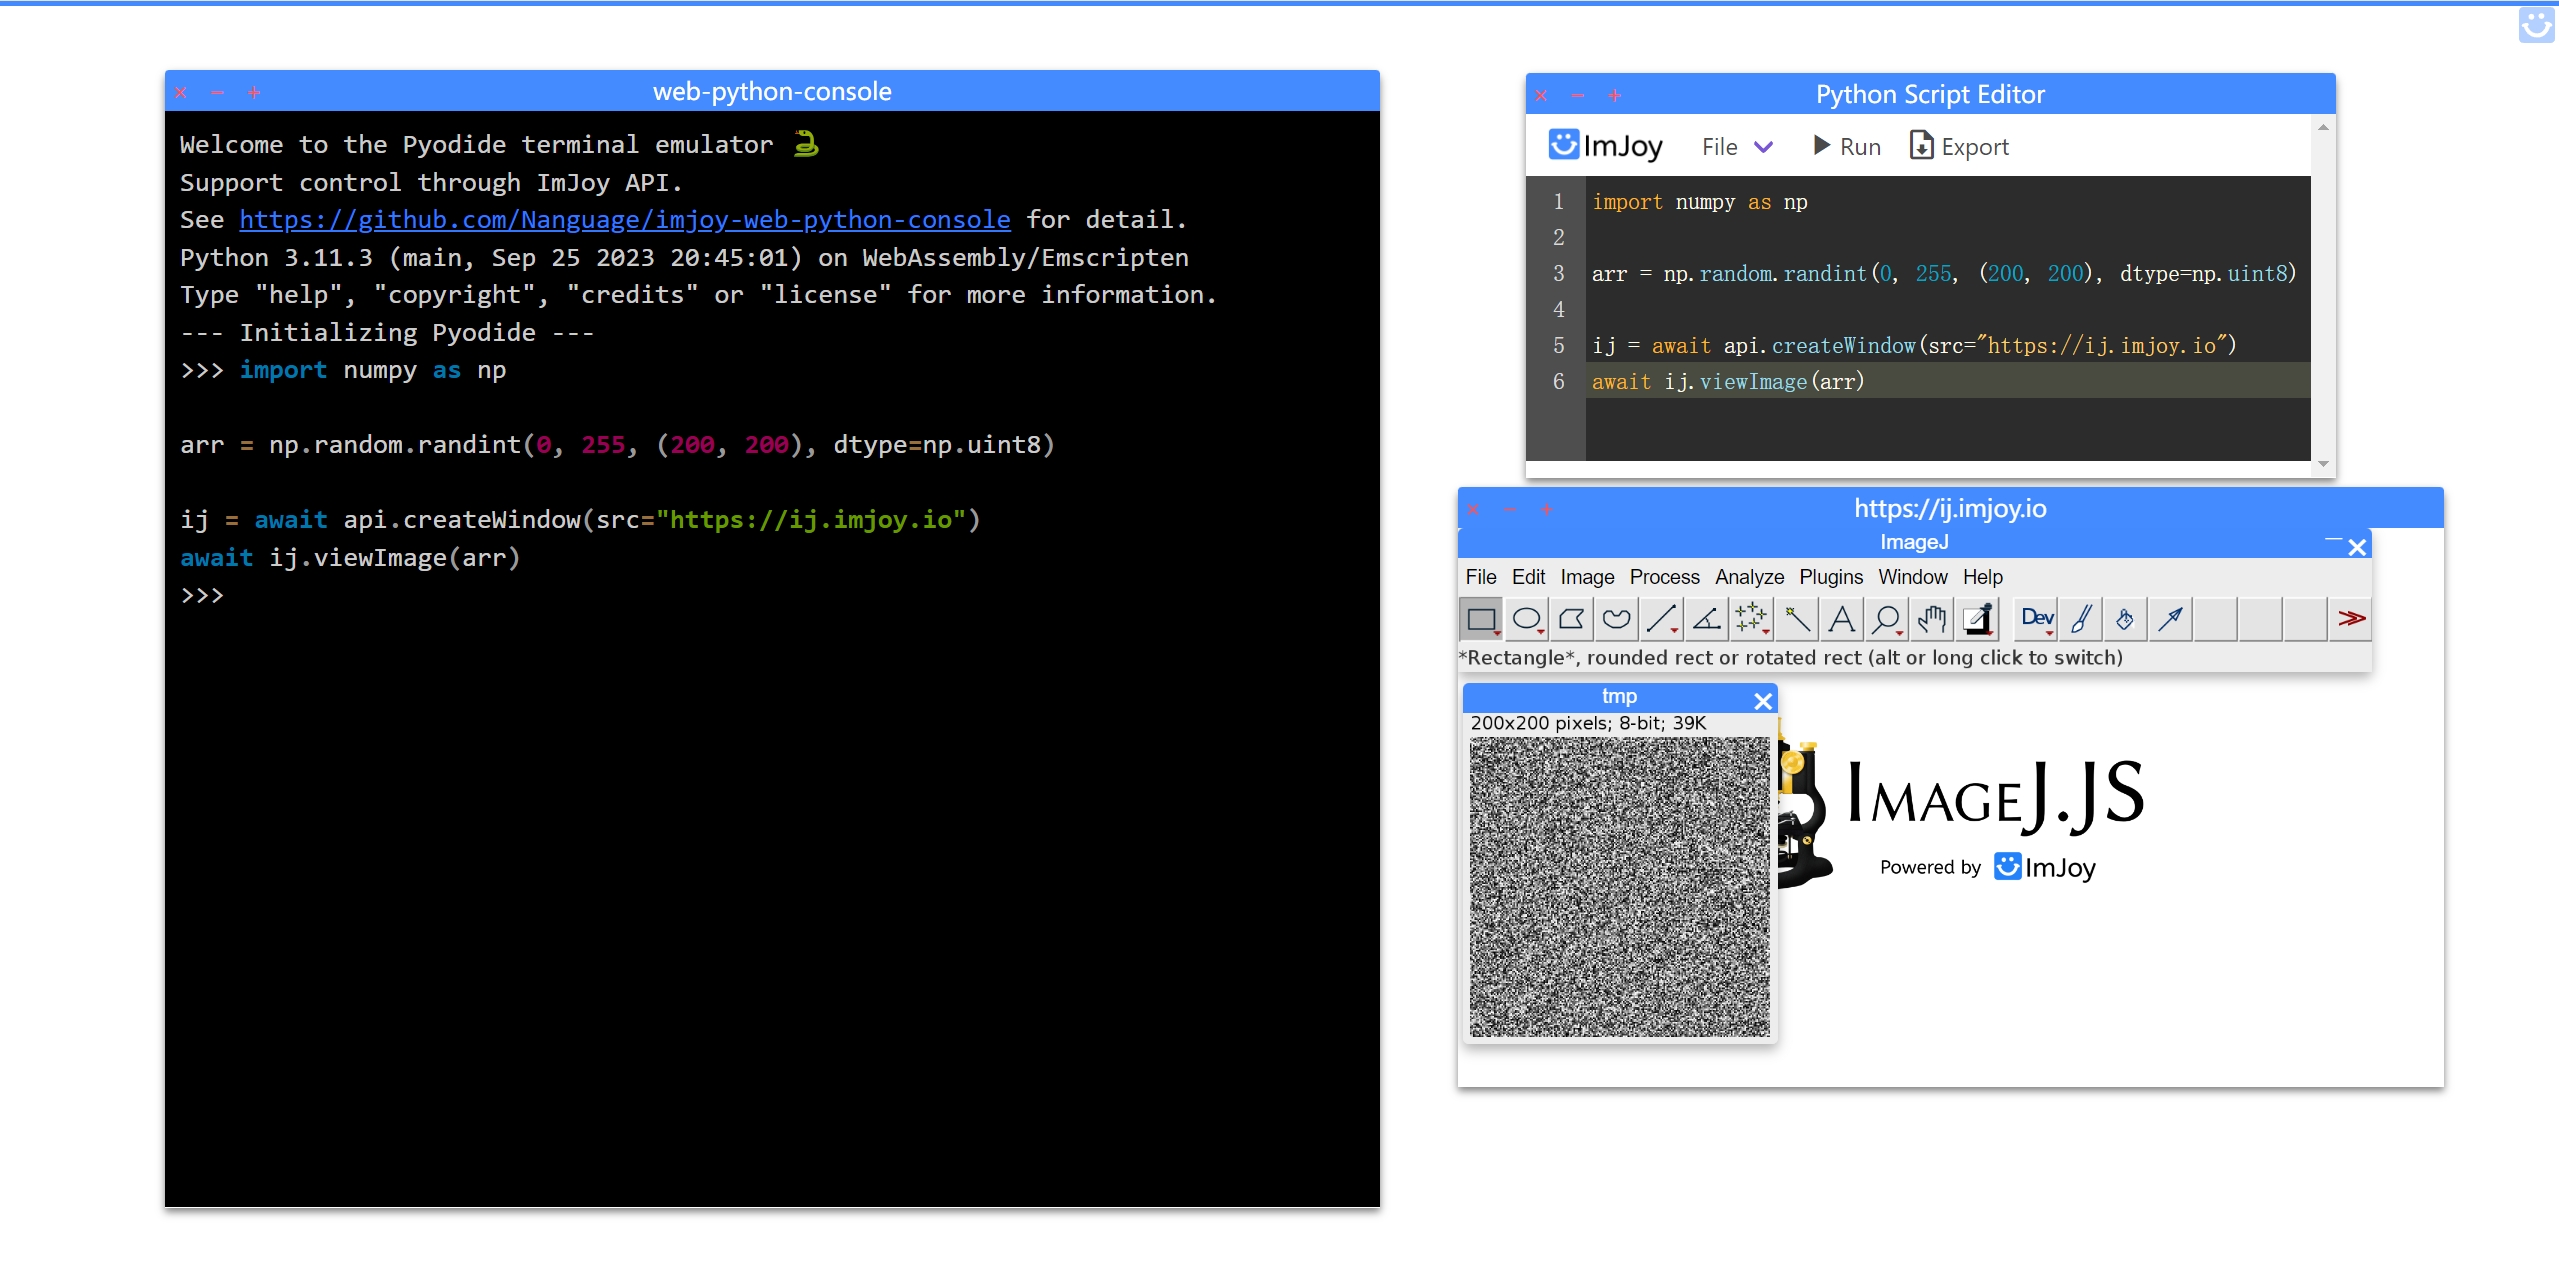 web-python-console
Welcome to the Pyodide terminal emulator 🐍
Support control through ImJoy API.
See https://github.com/Nanguage/imjoy-web-python-console for detail.
Python 3.11.3 (main, Sep 25 2023 20:45:01) on WebAssembly/Emscripten
Type "help", "copyright", "credits" or "license" for more information.
--- Initializing Pyodide ---
>>> import numpy as np
arr = np.random.randint(0, 255, (200, 200), dtype=np.uint8)
ij = await api.createWindow(src="https://ij.imjoy.io")
await ij.viewImage(arr)
>>>
Python Script Editor
ImJoy File Run Export
1 import numpy as np
2
3 arr = np.random.randint(0, 255, (200, 200), dtype=np.uint8)
4
5 ij = await api.createWindow(src="https://ij.imjoy.io")
6 await ij.viewImage(arr)
https://ij.imjoy.io
ImageJ
File Edit Image Process Analyze Plugins Window Help
A Dev >>
*Rectangle*, rounded rect or rotated rect (alt or long click to switch)
tmp
200x200 pixels; 8-bit; 39K
ImageJ.JS
Powered by ImJoy